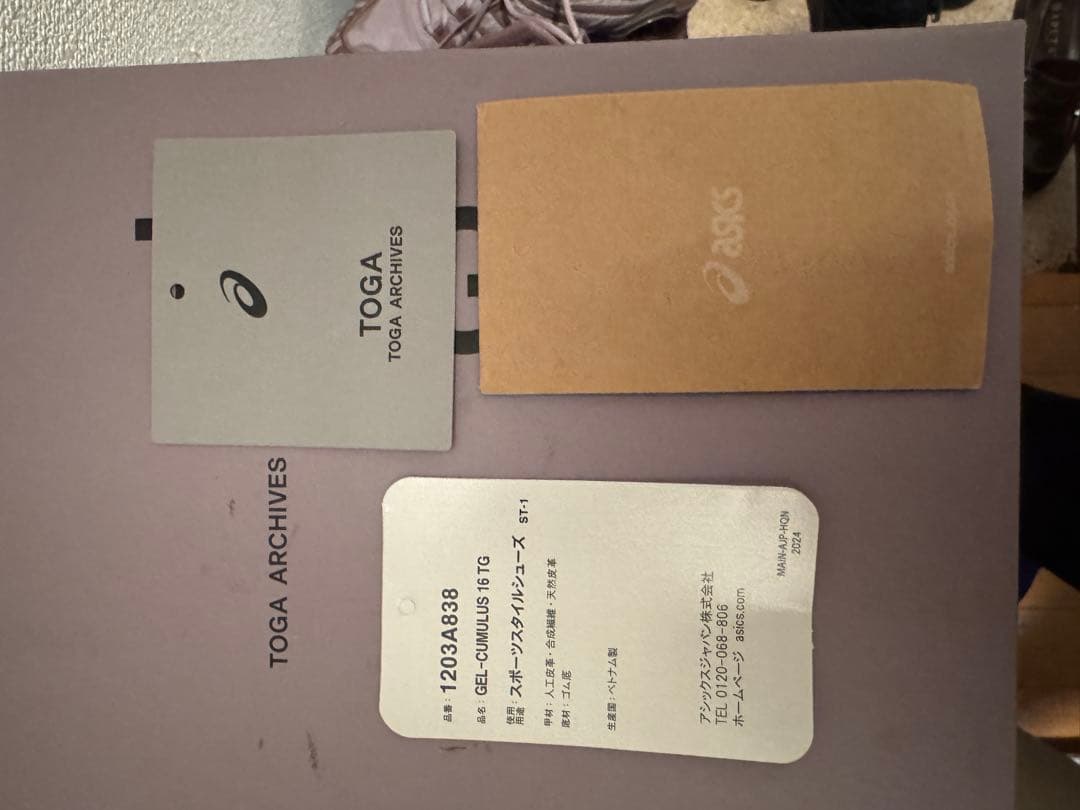 TOGA
TOGA ARCHIVES
asics
TOGA ARCHIVES
品番：1203A838
品名：GEL-CUMULUS 16 TG
使用用途：スポーツスタイルシューズ ST-1
甲材：人工皮革・合成繊維・天然皮革
底材：ゴム底
生産国：ベトナム製
アシックスジャパン株式会社
TEL 0120-068-806
ホームページ asics.com
MAIN-AJP-HQN
2024